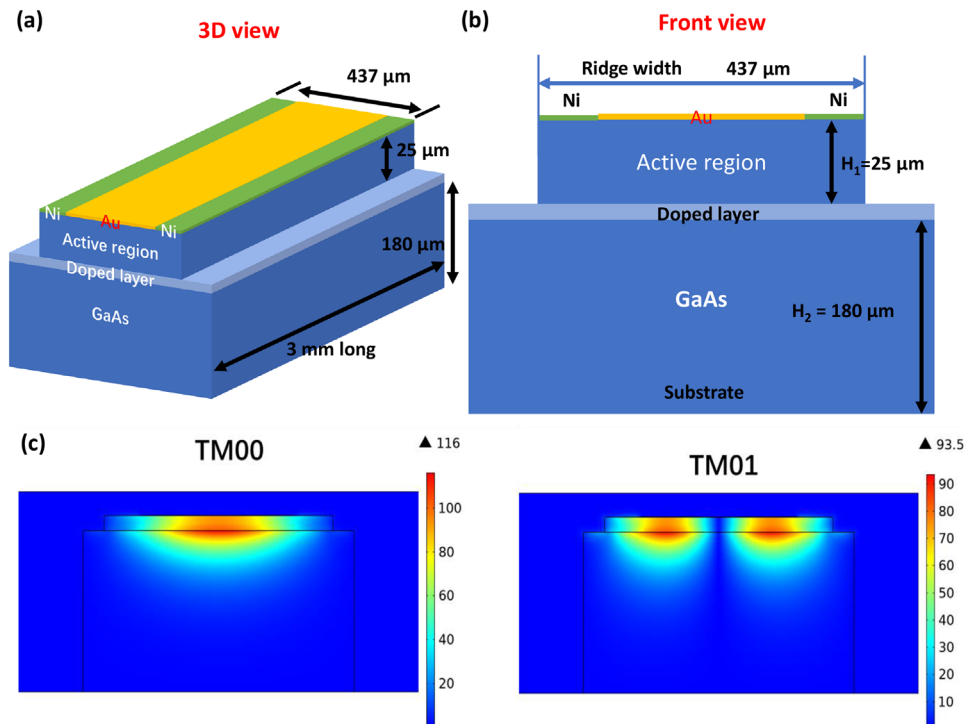 (a)
3D view
437 μm
25 μm
180 μm
Ni
Au
Ni
Active region
Doped layer
GaAs
3 mm long
(b)
Front view
Ridge width 437 μm
Ni
Au
Ni
Active region
H₁=25 μm
Doped layer
GaAs
H₂ = 180 μm
Substrate
(c)
TM00
▲ 116
100
80
60
40
20
TM01
▲ 93.5
90
80
70
60
50
40
30
20
10